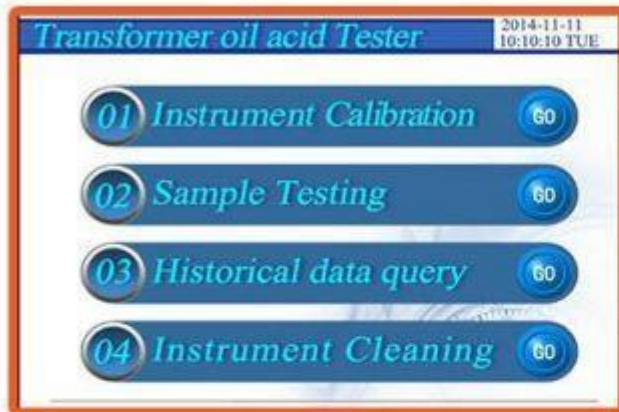 Transformer oil acid Tester
2014-11-11
10:10:10 TUE
01 Instrument Calibration GO
02 Sample Testing GO
03 Historical data query GO
04 Instrument Cleaning GO